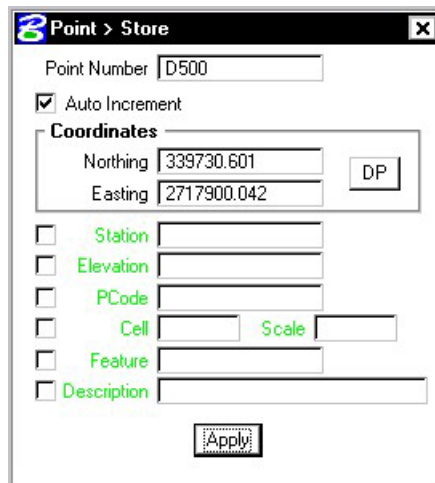 Point > Store
Point Number D500
Auto Increment
Coordinates
Northing 339730.601
DP
Easting 2717900.042
Station
Elevation
PCode
Cell Scale
Feature
Description
Apply